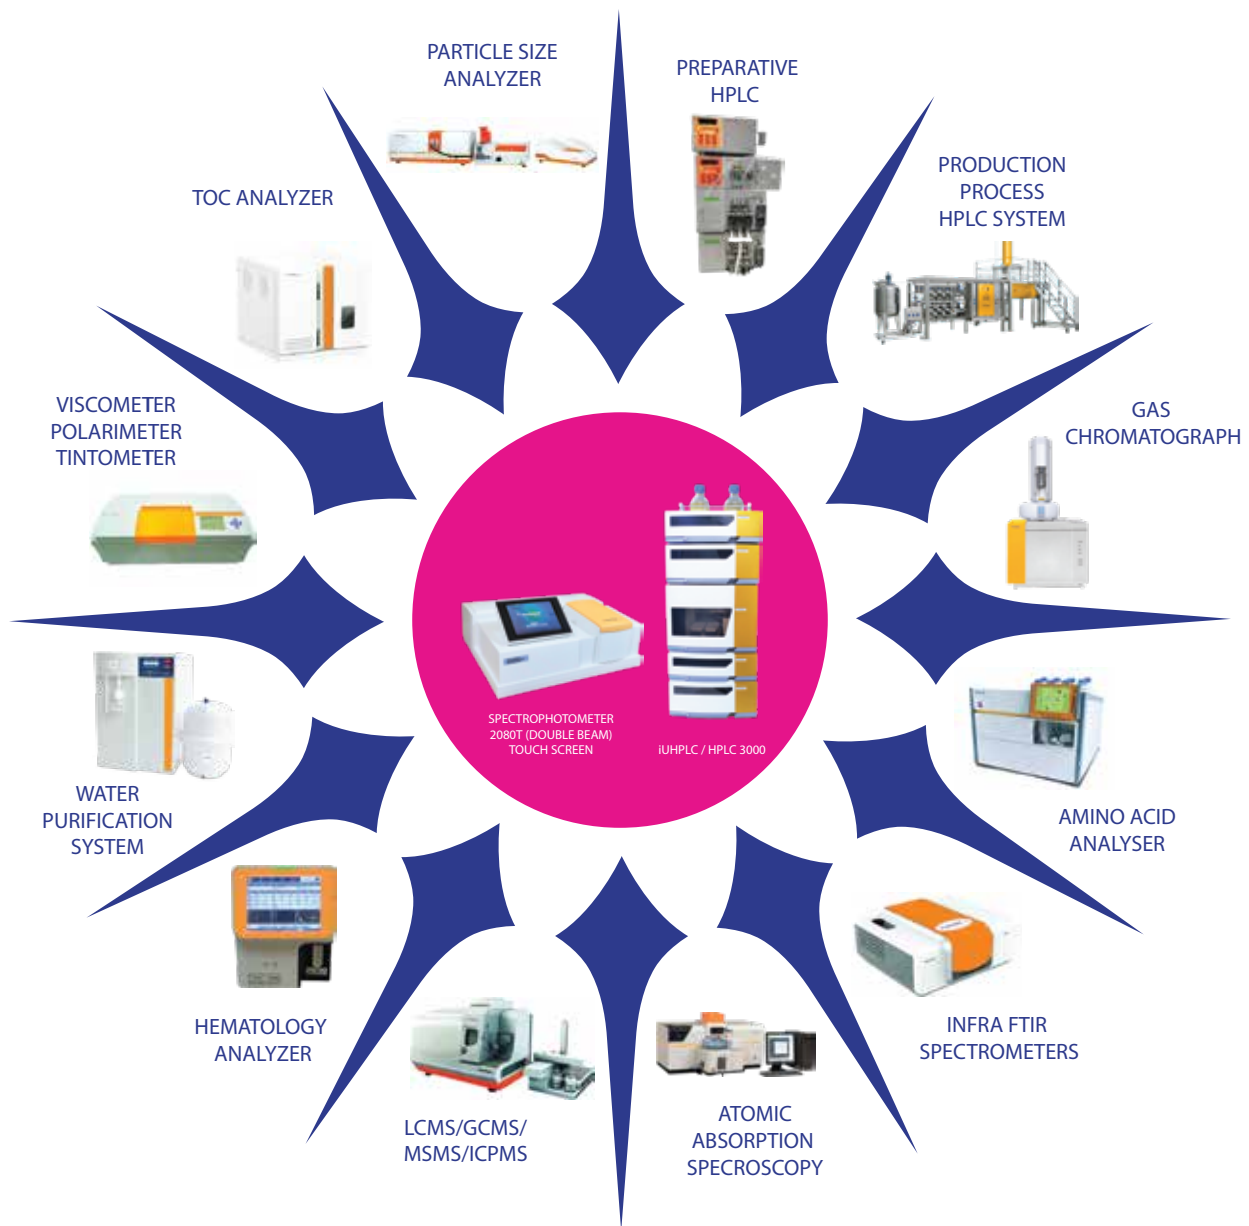 PARTICLE SIZE
ANALYZER
PREPARATIVE
HPLC
PRODUCTION
PROCESS
HPLC SYSTEM
TOC ANALYZER
GAS
CHROMATOGRAPH
VISCOMETER
POLARIMETER
TINTOMETER
SPECTROPHOTOMETER
2080T (DOUBLE BEAM)
TOUCH SCREEN
iUHPLC / HPLC 3000
WATER
PURIFICATION
SYSTEM
AMINO ACID
ANALYSER
HEMATOLOGY
ANALYZER
INFRA FTIR
SPECTROMETERS
LCMS/GCMS/
MSMS/ICPMS
ATOMIC
ABSORPTION
SPECROSCOPY